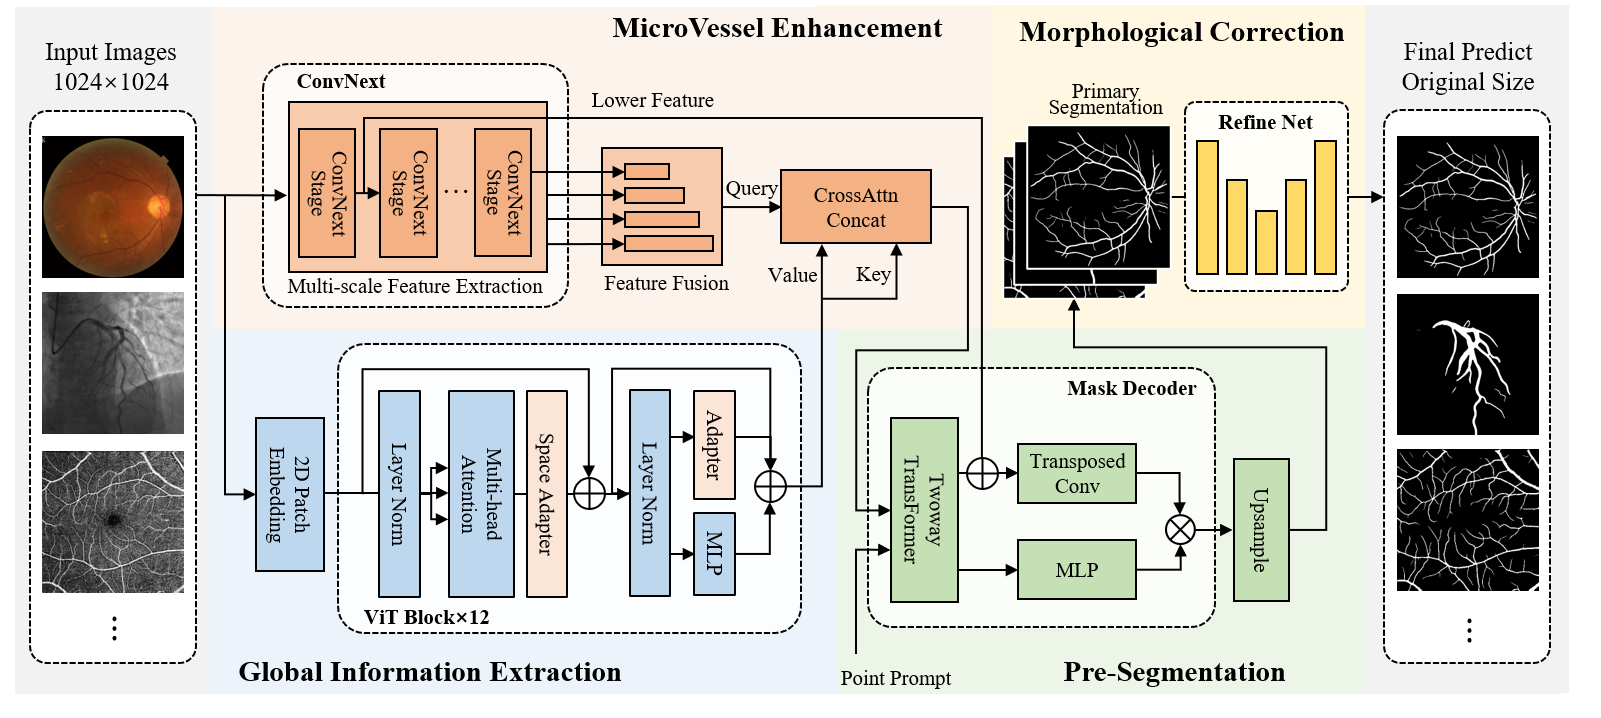 Input Images
1024×1024
MicroVessel Enhancement
ConvNext
ConvNext
Stage
ConvNext
Stage
...
ConvNext
Stage
Multi-scale Feature Extraction
Lower Feature
Feature Fusion
Query
CrossAttn
Concat
Value
Key
Morphological Correction
Primary
Segmentation
Refine Net
Final Predict
Original Size
2D Patch
Embedding
Layer Norm
Multi-head
Attention
Space Adapter
Layer Norm
Adapter
MLP
ViT Block×12
Global Information Extraction
Mask Decoder
Twoway
TransFormer
Transposed
Conv
MLP
Upsample
Point Prompt
Pre-Segmentation